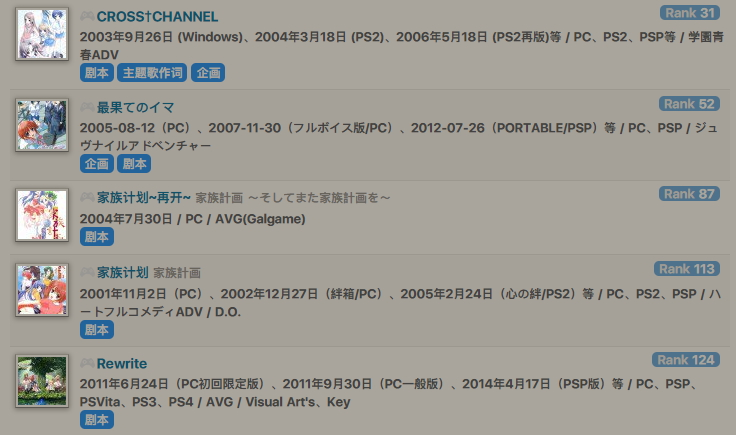 CROSS†CHANNEL
Rank 31
2003年9月26日 (Windows)、2004年3月18日 (PS2)、2006年5月18日 (PS2再版)等 / PC、PS2、PSP等 / 学園青
春ADV
剧本 主题歌作词 企画
最果てのイマ
Rank 52
2005-08-12（PC）、2007-11-30（フルボイス版/PC）、2012-07-26（PORTABLE/PSP）等 / PC、PSP / ジュ
ヴナイルアドベンチャー
企画 剧本
家族计划~再开~ 家族計画 ～そしてまた家族計画を～
Rank 87
2004年7月30日 / PC / AVG(Galgame)
剧本
家族计划 家族計画
Rank 113
2001年11月2日（PC）、2002年12月27日（絆箱/PC）、2005年2月24日（心の絆/PS2）等 / PC、PS2、PSP / ハ
ートフルコメディADV / D.O.
剧本
Rewrite
Rank 124
2011年6月24日（PC初回限定版）、2011年9月30日（PC一般版）、2014年4月17日（PSP版）等 / PC、PSP、
PSVita、PS3、PS4 / AVG / Visual Art's、Key
剧本